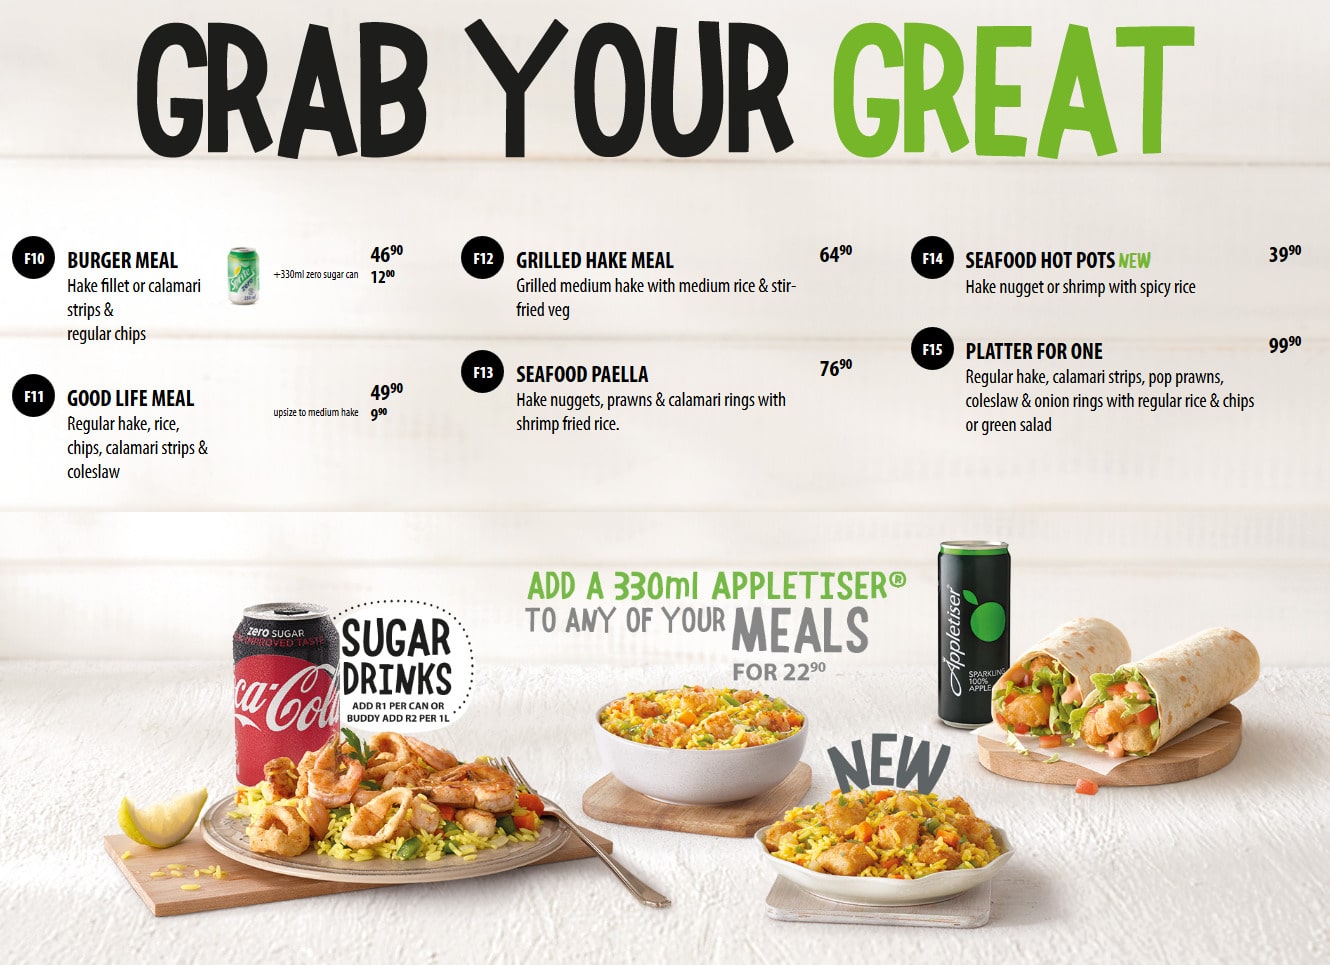 GRAB YOUR GREAT
F10
BURGER MEAL
46⁹⁰
Hake fillet or calamari
strips &
regular chips
+330ml zero sugar can
12⁰⁰
F11
GOOD LIFE MEAL
49⁹⁰
Regular hake, rice,
chips, calamari strips &
coleslaw
upsize to medium hake
9⁹⁰
F12
GRILLED HAKE MEAL
64⁹⁰
Grilled medium hake with medium rice & stir-
fried veg
F13
SEAFOOD PAELLA
76⁹⁰
Hake nuggets, prawns & calamari rings with
shrimp fried rice.
F14
SEAFOOD HOT POTS NEW
39⁹⁰
Hake nugget or shrimp with spicy rice
F15
PLATTER FOR ONE
99⁹⁰
Regular hake, calamari strips, pop prawns,
coleslaw & onion rings with regular rice & chips
or green salad
ADD A 330ml APPLETISER®
TO ANY OF YOUR MEALS
FOR 22⁹⁰
zero SUGAR
IMPROVED TASTE
ca-Col
SUGAR
DRINKS
ADD R1 PER CAN OR
BUDDY ADD R2 PER 1L
Appletiser
SPARKLING
100%
APPLE
NEW
Sprite
zero